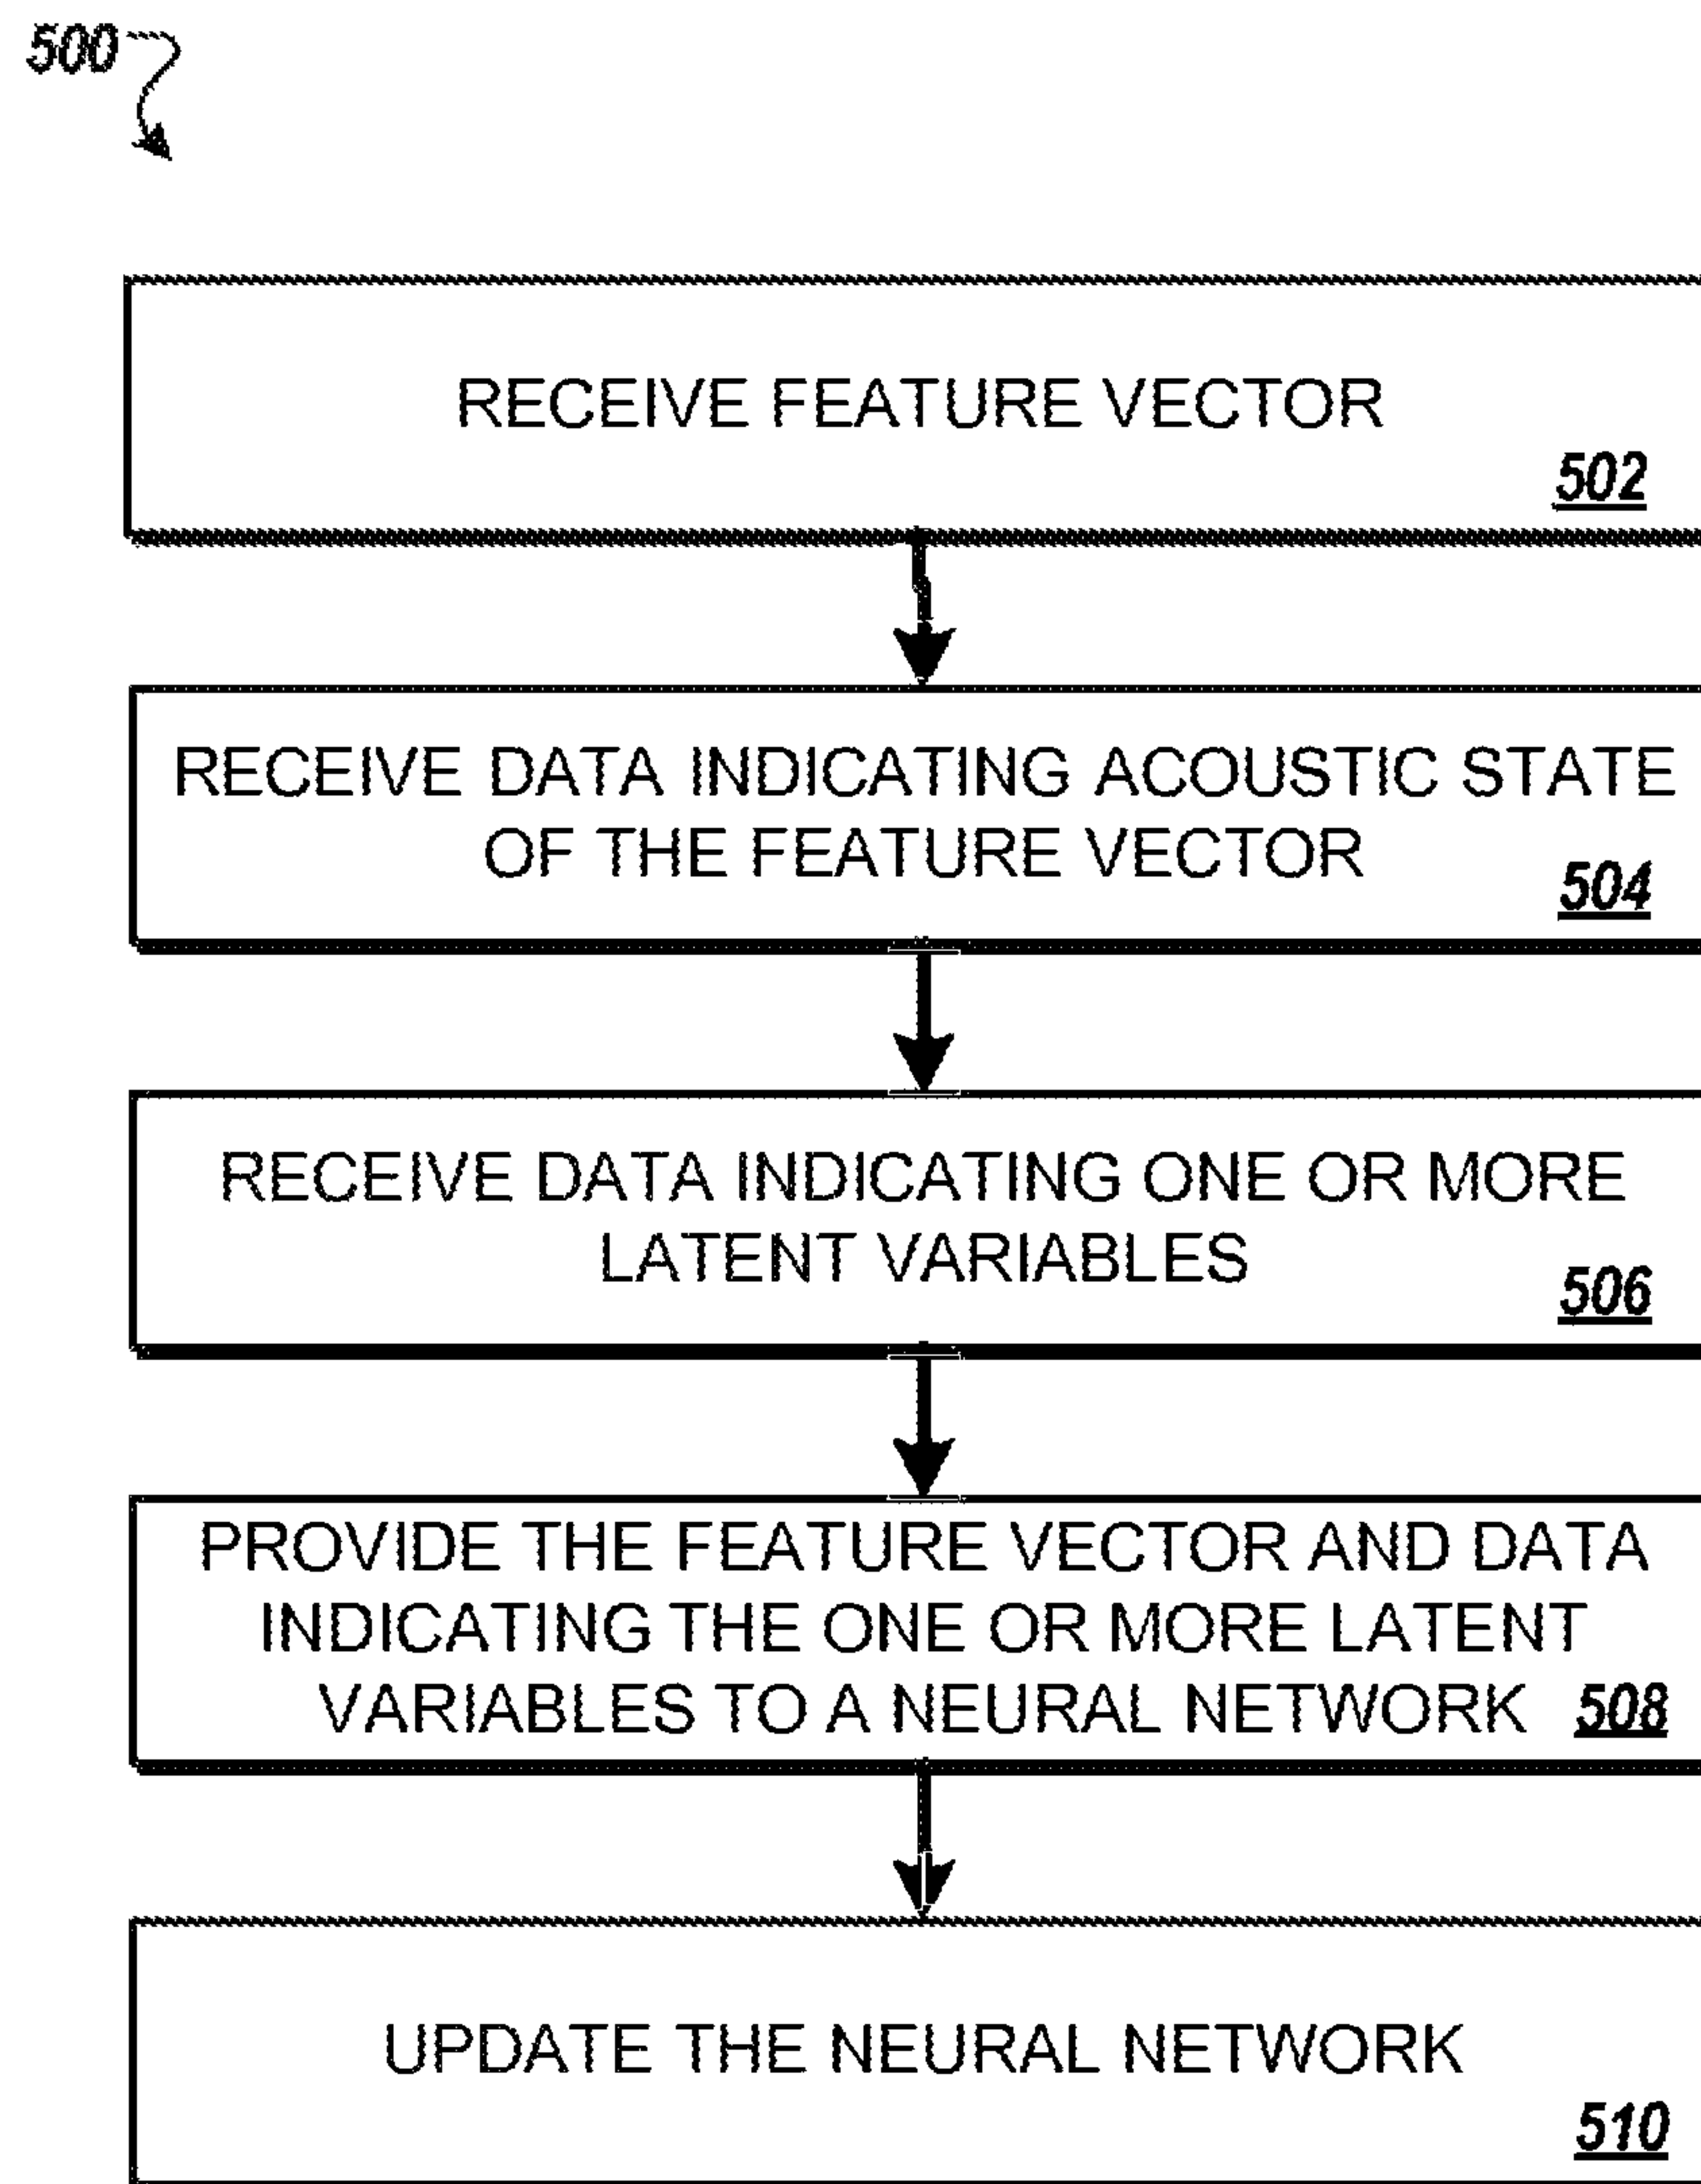 500
RECEIVE FEATURE VECTOR
502
RECEIVE DATA INDICATING ACOUSTIC STATE
OF THE FEATURE VECTOR
504
RECEIVE DATA INDICATING ONE OR MORE
LATENT VARIABLES
506
PROVIDE THE FEATURE VECTOR AND DATA
INDICATING THE ONE OR MORE LATENT
VARIABLES TO A NEURAL NETWORK 508
UPDATE THE NEURAL NETWORK
510